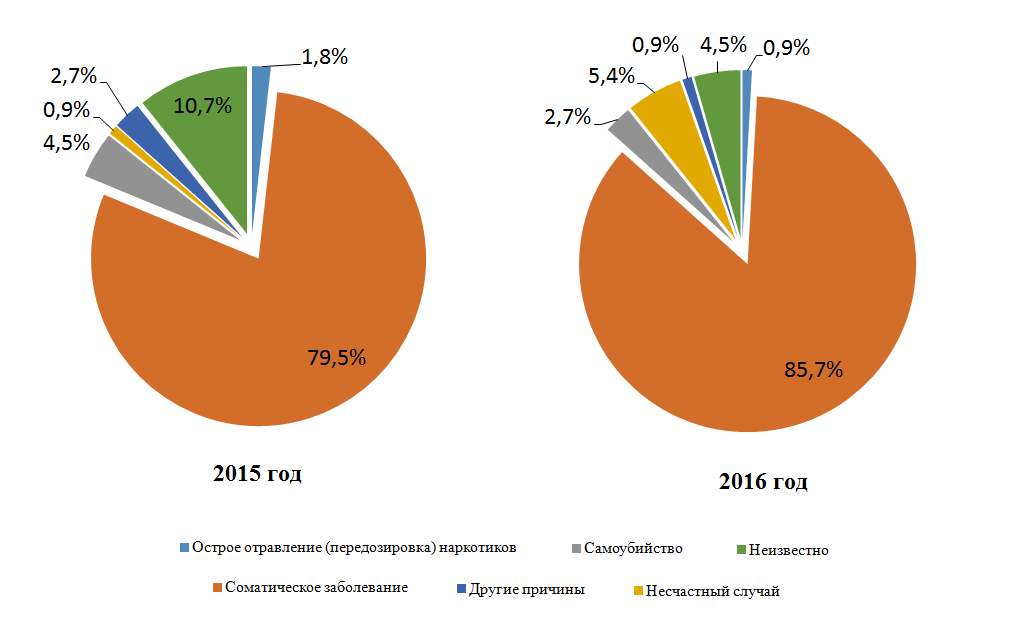 1,8%
2,7%
10,7%
0,9%
4,5%
79,5%
2015 год
0,9%
4,5%
0,9%
5,4%
2,7%
85,7%
2016 год
Острое отравление (передозировка) наркотиков
Самоубийство
Неизвестно
Соматическое заболевание
Другие причины
Несчастный случай